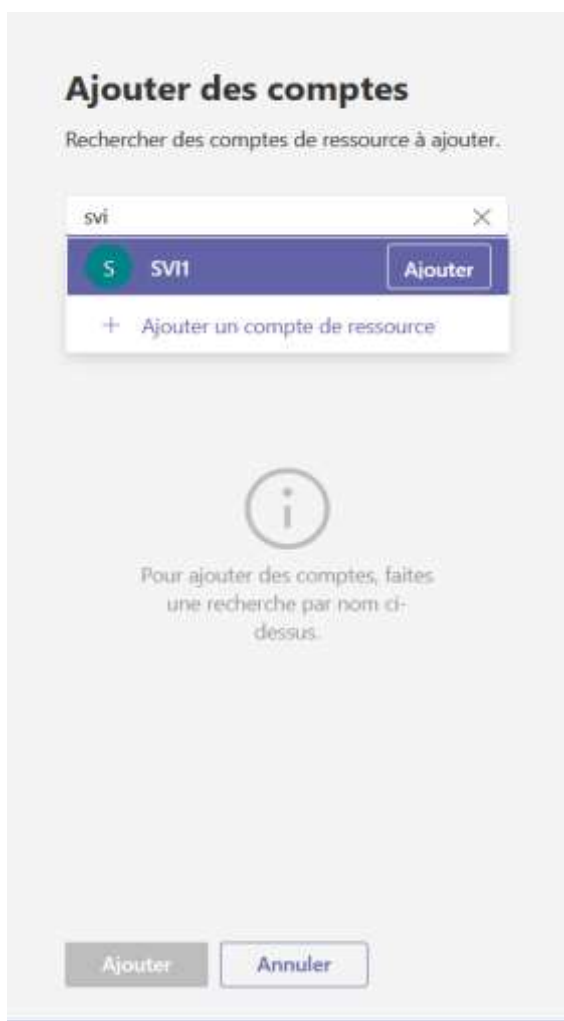 Ajouter des comptes
Rechercher des comptes de ressource à ajouter.
svi
S SVI1 Ajouter
+ Ajouter un compte de ressource
Pour ajouter des comptes, faites
une recherche par nom ci-
dessus.
Ajouter Annuler